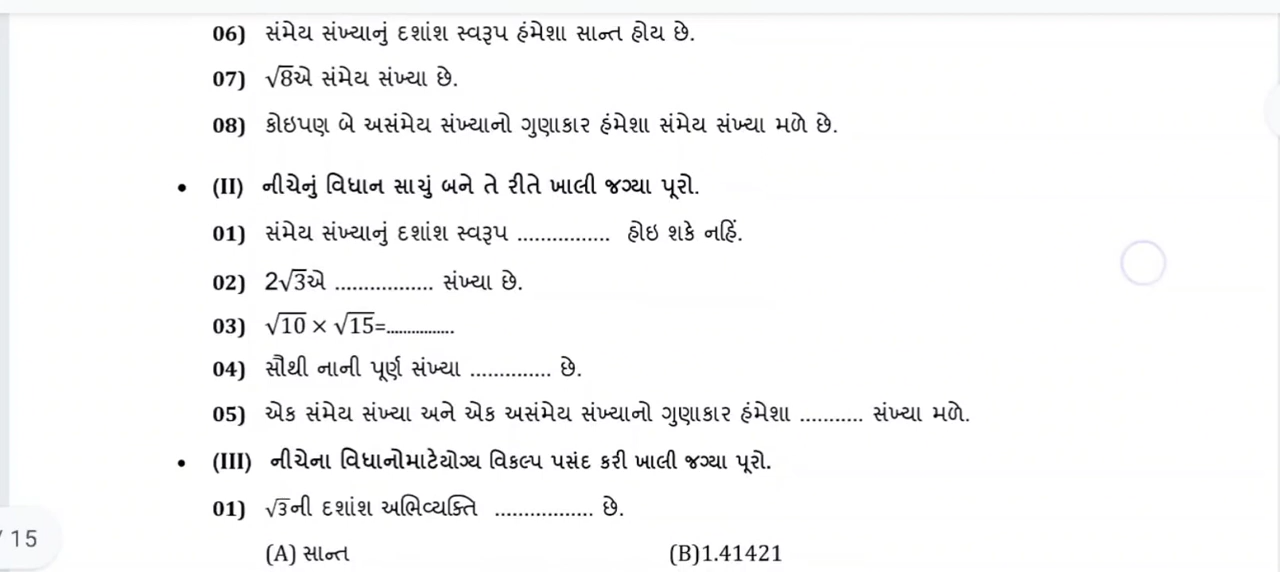 06) સંમેય સંખ્યાનું દશાંશ સ્વરૂપ હંમેશા સાન્ત હોય છે.
07) √8એ સંમેય સંખ્યા છે.
08) કોઇપણ બે અસંમેય સંખ્યાનો ગુણાકાર હંમેશા સંમેય સંખ્યા મળે છે.
• (II) નીચેનું વિધાન સાચું બને તે રીતે ખાલી જગ્યા પૂરો.
01) સંમેય સંખ્યાનું દશાંશ સ્વરૂપ ................ હોઇ શકે નહિં.
02) 2√3એ ................. સંખ્યા છે.
03) √10 × √15=................
04) સૌથી નાની પૂર્ણ સંખ્યા .............. છે.
05) એક સંમેય સંખ્યા અને એક અસંમેય સંખ્યાનો ગુણાકાર હંમેશા ........... સંખ્યા મળે.
• (III) નીચેના વિધાનોમાટેયોગ્ય વિકલ્પ પસંદ કરી ખાલી જગ્યા પૂરો.
01) √3ની દશાંશ અભિવ્યક્તિ ................. છે.
/ 15
(A) સાન્ત (B)1.41421